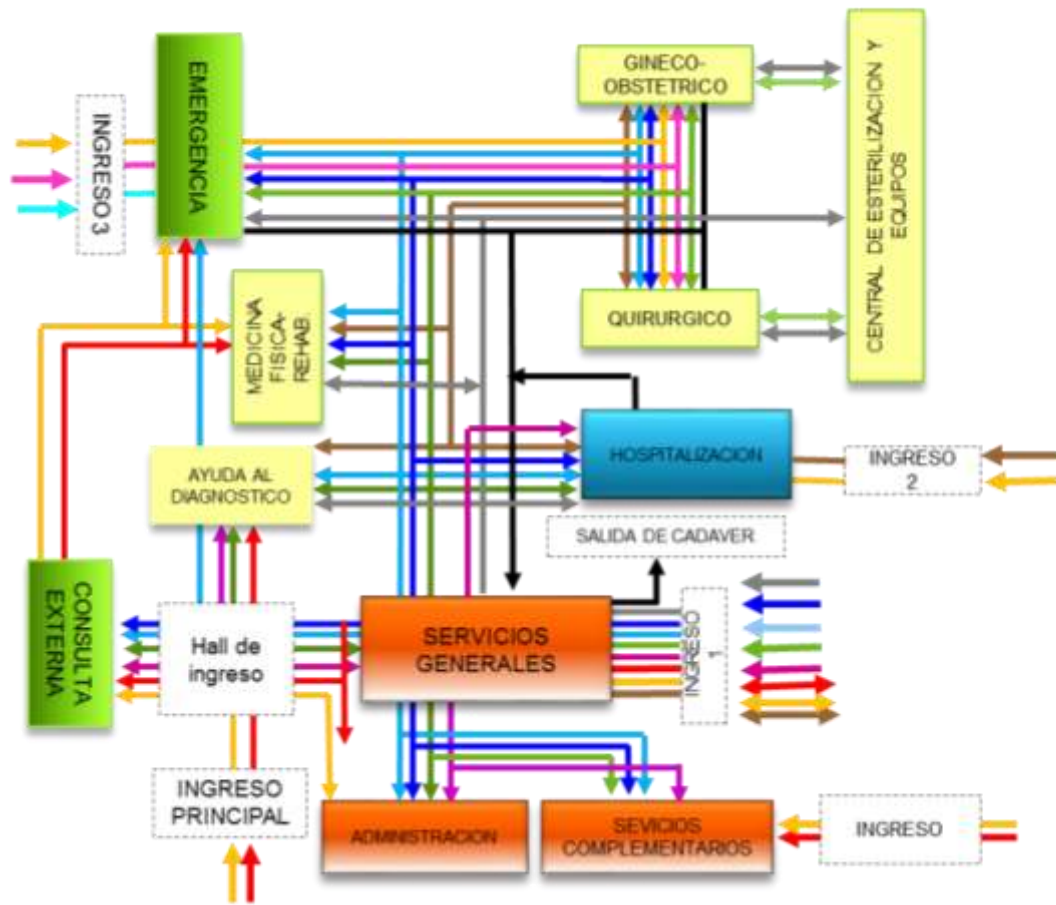 EMERGENCIA
INGRESO 3
GINECO-
OBSTETRICO
CENTRAL DE ESTERILIZACION Y
EQUIPOS
MEDICINA
FISICA-
REHAB.
QUIRURGICO
AYUDA AL
DIAGNOSTICO
HOSPITALIZACION
INGRESO
2
SALIDA DE CADAVER
CONSULTA
EXTERNA
Hall de
ingreso
SERVICIOS
GENERALES
INGRESO
1
INGRESO
PRINCIPAL
ADMINISTRACION
SEVICIOS
COMPLEMENTARIOS
INGRESO